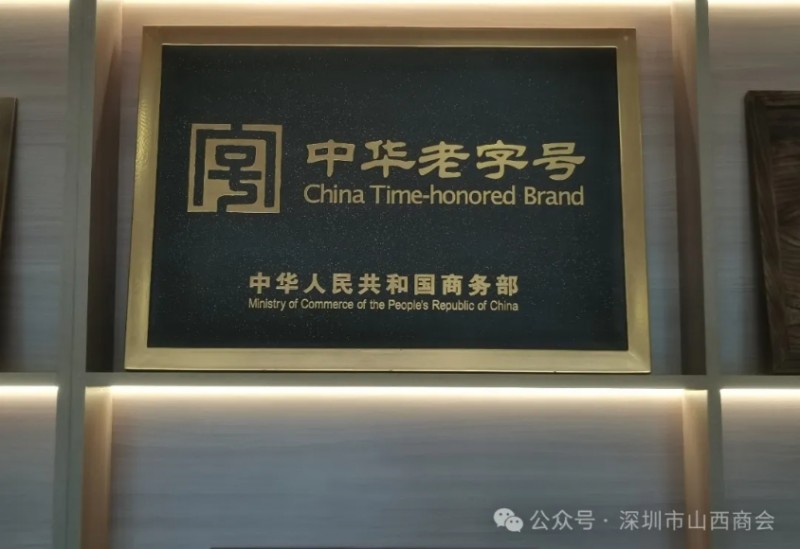 中华老字号
China Time-honored Brand
中华人民共和国商务部
Ministry of Commerce of the People's Republic of China
公众号·深圳市山西商会